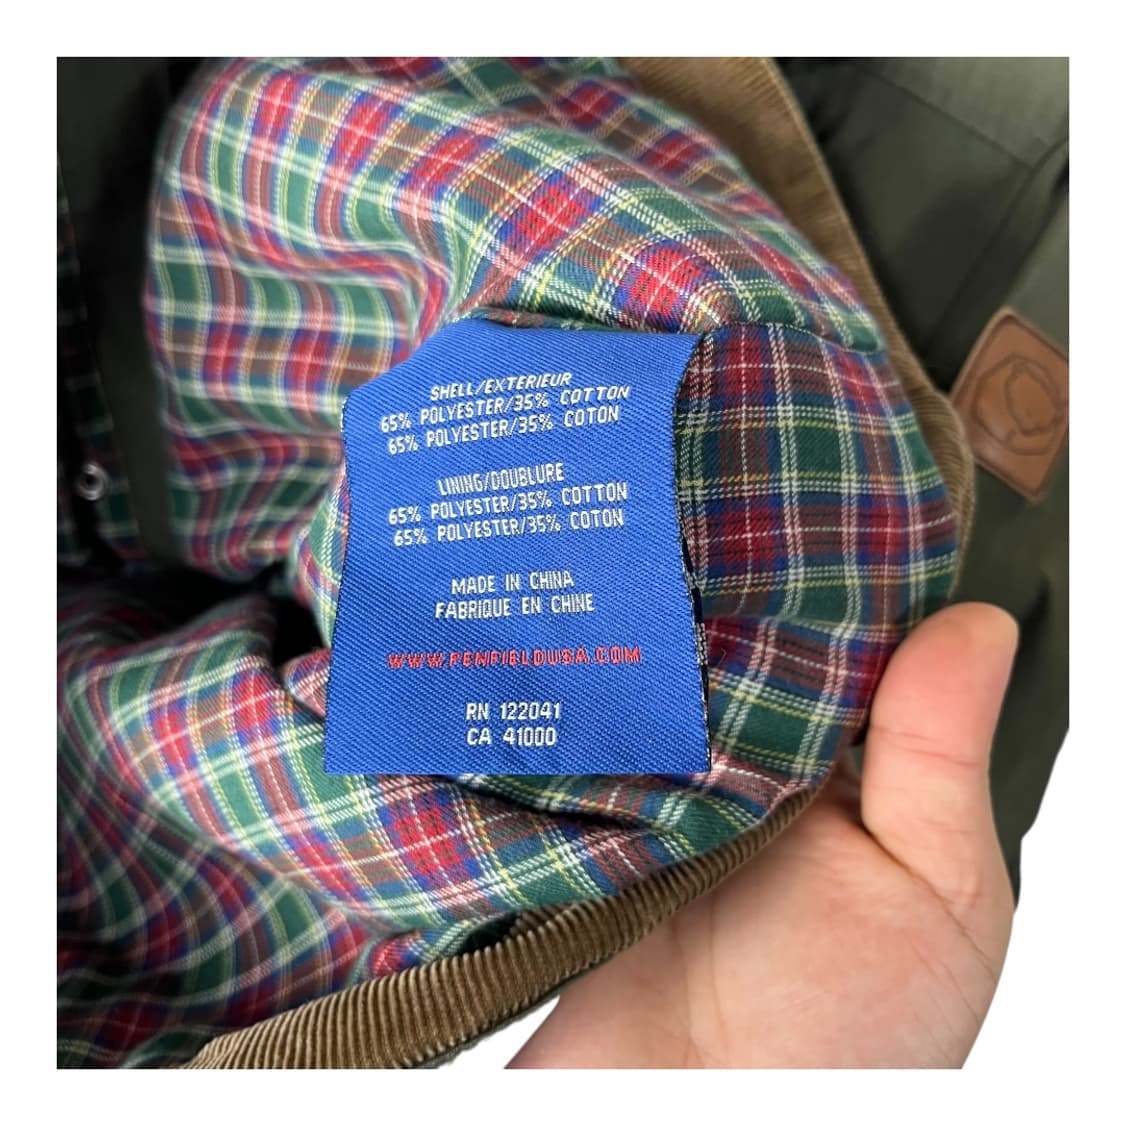 SHELL/EXTERIEUR
65% POLYESTER/35% COTTON
65% POLYESTER/35% COTON
LINING/DOUBLURE
65% POLYESTER/35% COTTON
65% POLYESTER/35% COTON
MADE IN CHINA
FABRIQUE EN CHINE
WWW.PENFIELDUSA.COM
RN 122041
CA 41000